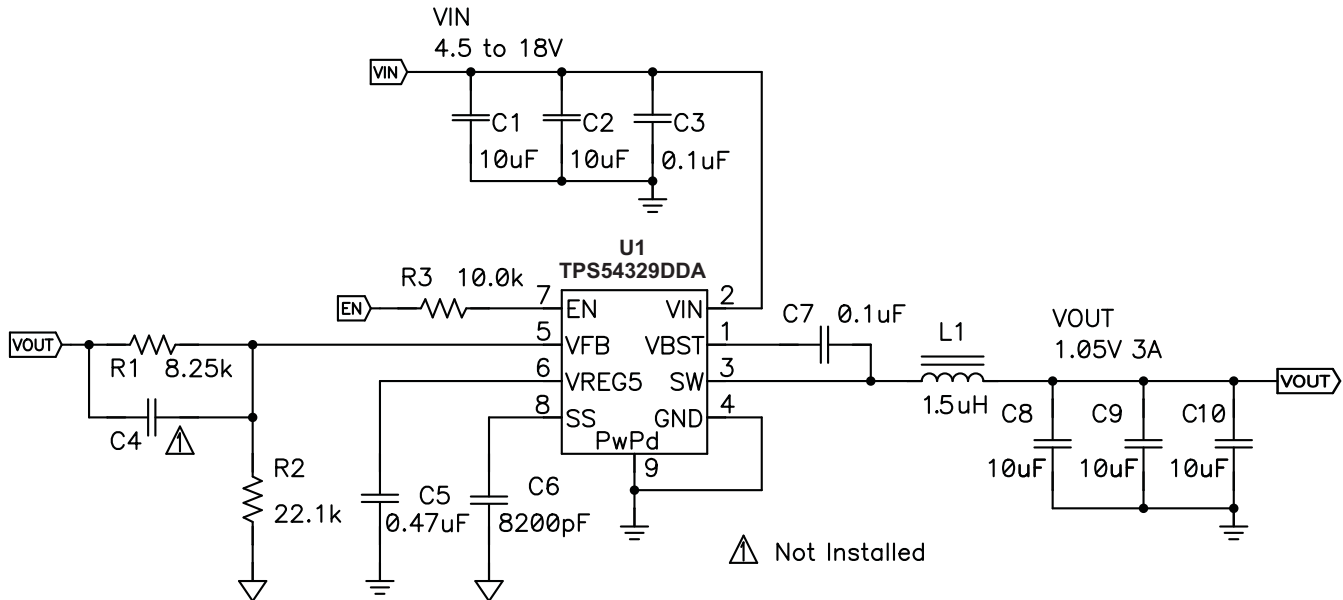 VIN
4.5 to 18V
VIN
C1
C2
C3
10uF
10uF
0.1uF
U1
TPS54329DDA
R3 10.0k
EN
7
EN
VIN
2
5
VFB
VBST
1
6
VREG5
SW
3
8
SS
GND
4
PwPd
9
C7 0.1uF
L1
1.5uH
VOUT
1.05V 3A
VOUT
VOUT
R1 8.25k
C4
1
R2
22.1k
C5
0.47uF
C6
8200pF
C8
C9
C10
10uF
10uF
10uF
1 Not Installed